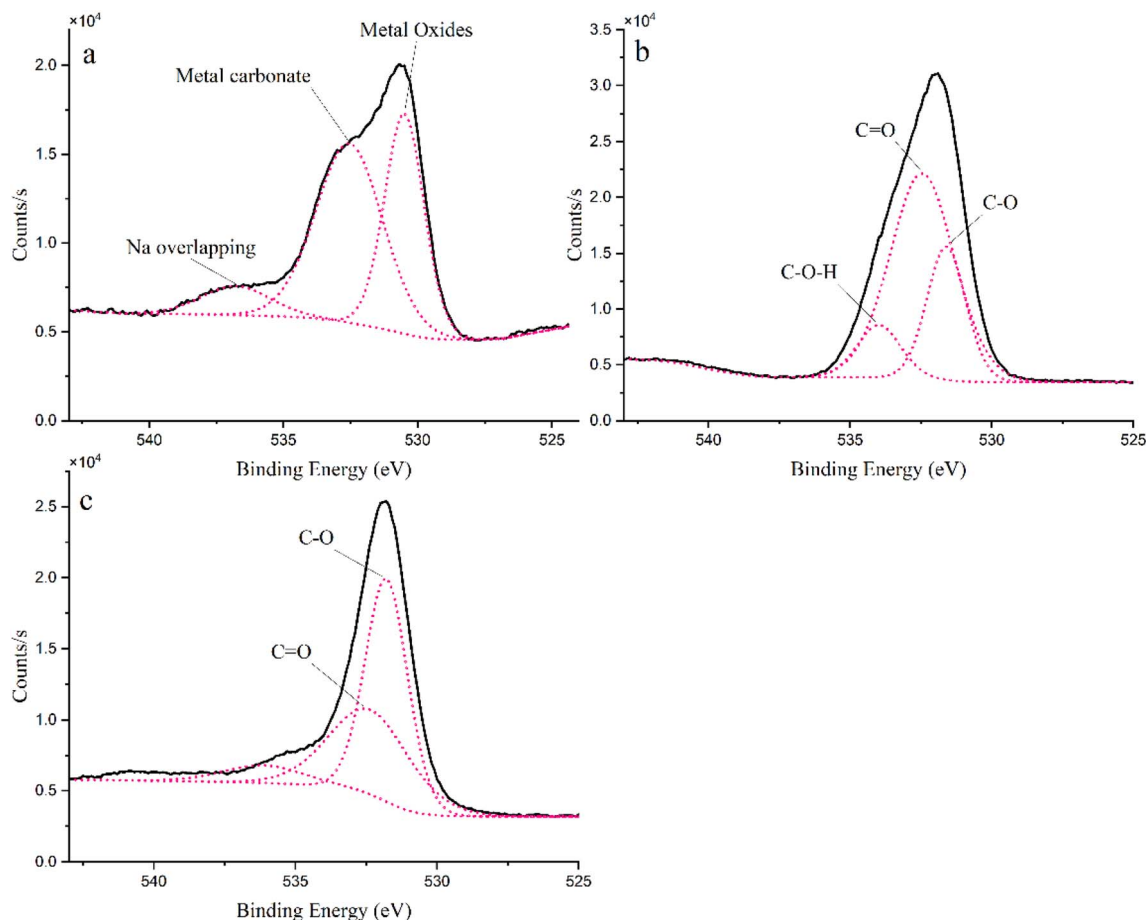 ×10⁴
a
Metal Oxides
Metal carbonate
Na overlapping
2.0
1.5
1.0
0.5
0.0
Counts/s
540 535 530 525
Binding Energy (eV)
×10⁴
b
C=O
C-O
C-O-H
3.5
3.0
2.5
2.0
1.5
1.0
0.5
0.0
Counts/s
540 535 530 525
Binding Energy (eV)
×10⁴
c
C-O
C=O
2.5
2.0
1.5
1.0
0.5
0.0
Counts/s
540 535 530 525
Binding Energy (eV)